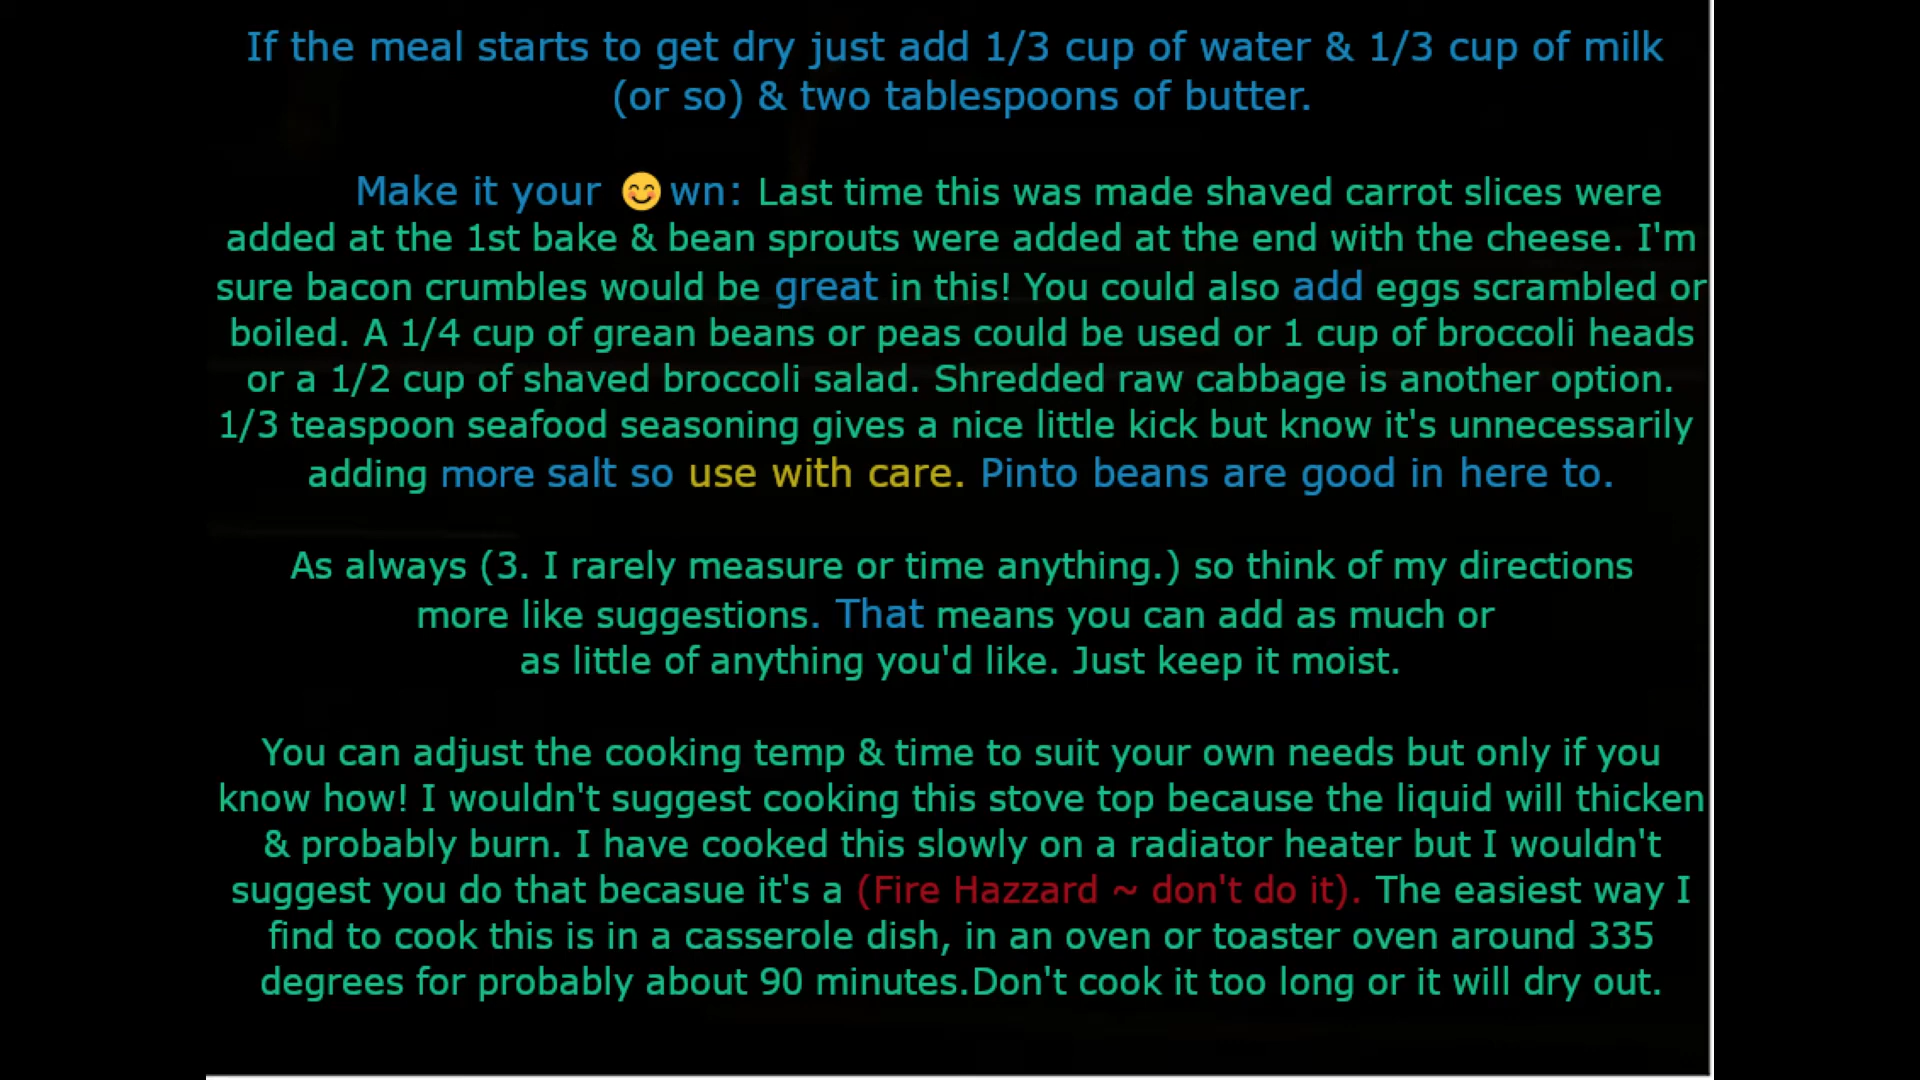 If the meal starts to get dry just add 1/3 cup of water & 1/3 cup of milk
(or so) & two tablespoons of butter.
Make it your 😊wn: Last time this was made shaved carrot slices were
added at the 1st bake & bean sprouts were added at the end with the cheese. I'm
sure bacon crumbles would be great in this! You could also add eggs scrambled or
boiled. A 1/4 cup of grean beans or peas could be used or 1 cup of broccoli heads
or a 1/2 cup of shaved broccoli salad. Shredded raw cabbage is another option.
1/3 teaspoon seafood seasoning gives a nice little kick but know it's unnecessarily
adding more salt so use with care. Pinto beans are good in here to.
As always (3. I rarely measure or time anything.) so think of my directions
more like suggestions. That means you can add as much or
as little of anything you'd like. Just keep it moist.
You can adjust the cooking temp & time to suit your own needs but only if you
know how! I wouldn't suggest cooking this stove top because the liquid will thicken
& probably burn. I have cooked this slowly on a radiator heater but I wouldn't
suggest you do that becasue it's a (Fire Hazzard ~ don't do it). The easiest way I
find to cook this is in a casserole dish, in an oven or toaster oven around 335
degrees for probably about 90 minutes.Don't cook it too long or it will dry out.